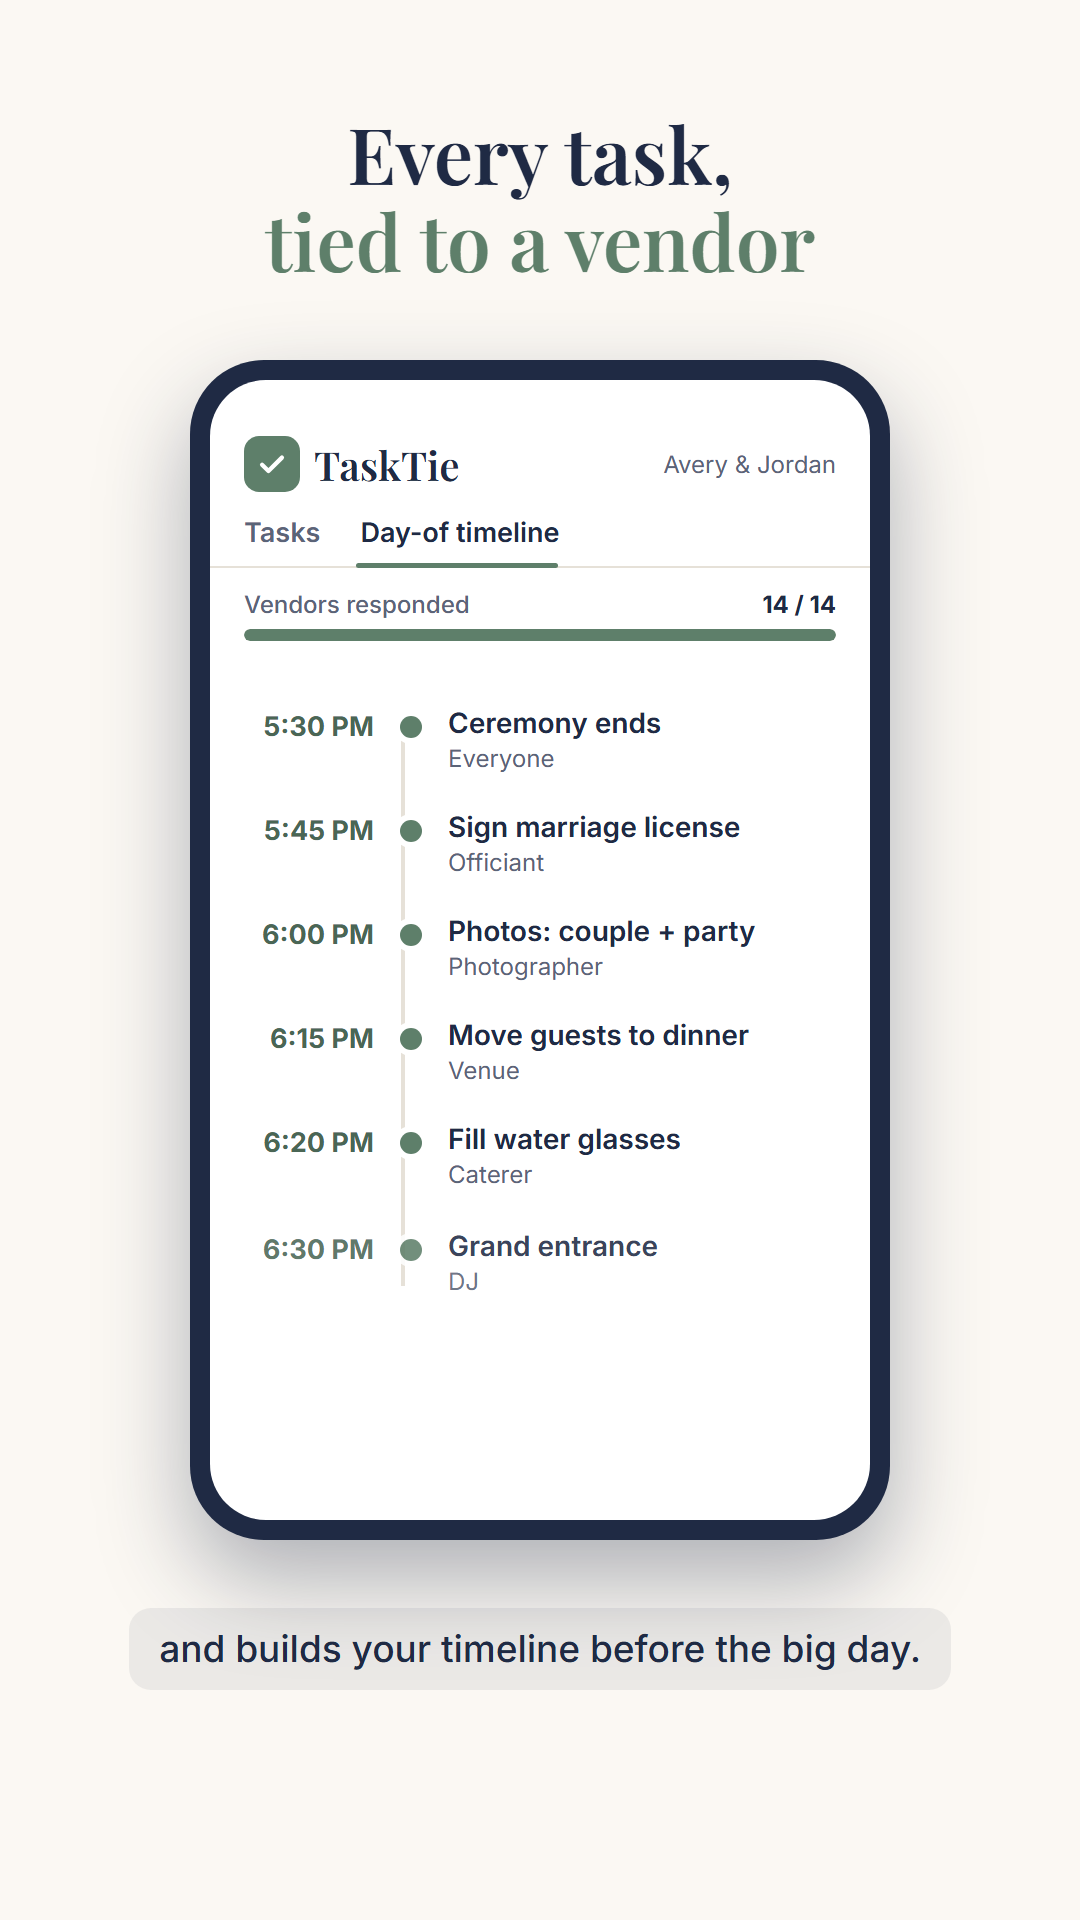 Every task,
tied to a vendor
TaskTie
Avery & Jordan
Tasks
Day-of timeline
Vendors responded
14 / 14
5:30 PM
Ceremony ends
Everyone
5:45 PM
Sign marriage license
Officiant
6:00 PM
Photos: couple + party
Photographer
6:15 PM
Move guests to dinner
Venue
6:20 PM
Fill water glasses
Caterer
6:30 PM
Grand entrance
DJ
and builds your timeline before the big day.